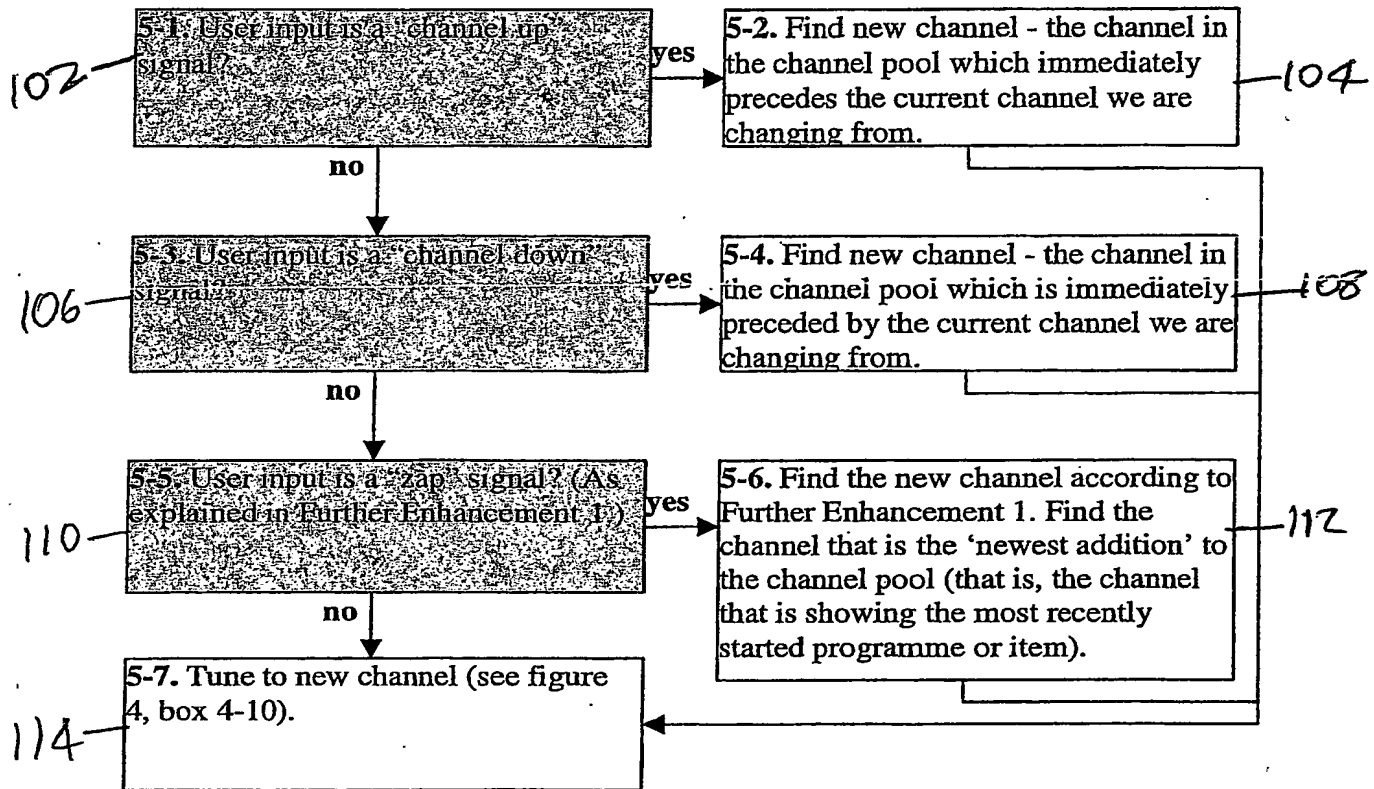 5-1. User input is a "channel up"
signal?
yes
5-2. Find new channel - the channel in
the channel pool which immediately
precedes the current channel we are
changing from.
102
104
no
5-3. User input is a "channel down"
signal?
yes
5-4. Find new channel - the channel in
the channel pool which is immediately
preceded by the current channel we are
changing from.
106
108
no
5-5. User input is a "zap" signal? (As
explained in Further Enhancement 1.)
yes
5-6. Find the new channel according to
Further Enhancement 1. Find the
channel that is the ‘newest addition’ to
the channel pool (that is, the channel
that is showing the most recently
started programme or item).
110
112
no
5-7. Tune to new channel (see figure
4, box 4-10).
114